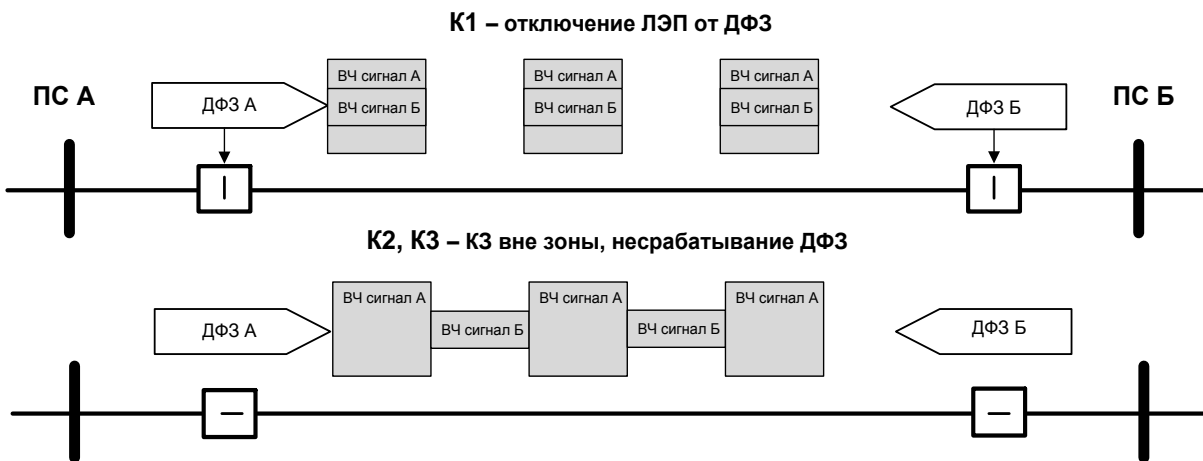 К1 – отключение ЛЭП от ДФЗ
ПС А
ДФЗ А
ВЧ сигнал А
ВЧ сигнал Б
ВЧ сигнал А
ВЧ сигнал Б
ВЧ сигнал А
ВЧ сигнал Б
ДФЗ Б
ПС Б
К2, К3 – КЗ вне зоны, несрабатывание ДФЗ
ДФЗ А
ВЧ сигнал А
ВЧ сигнал Б
ВЧ сигнал А
ВЧ сигнал Б
ВЧ сигнал А
ДФЗ Б